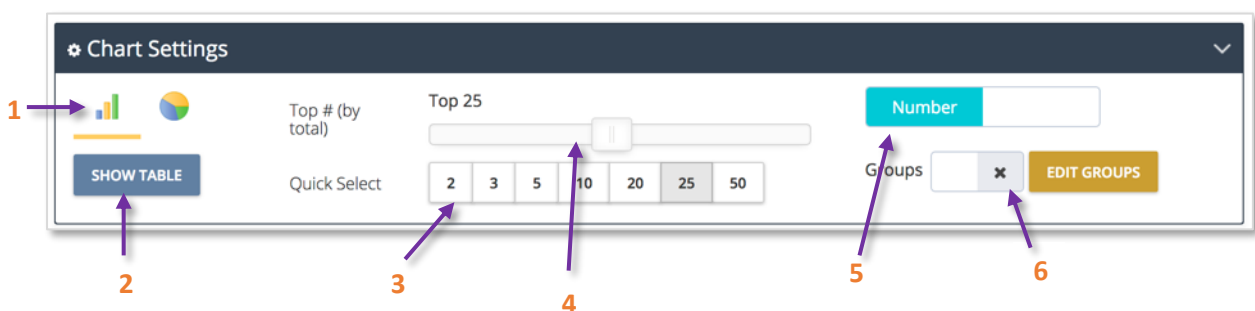 Chart Settings
1
Top # (by
total)
Top 25
Number
SHOW TABLE
Quick Select
2 3 5 10 20 25 50
Groups
EDIT GROUPS
2
3
4
5
6